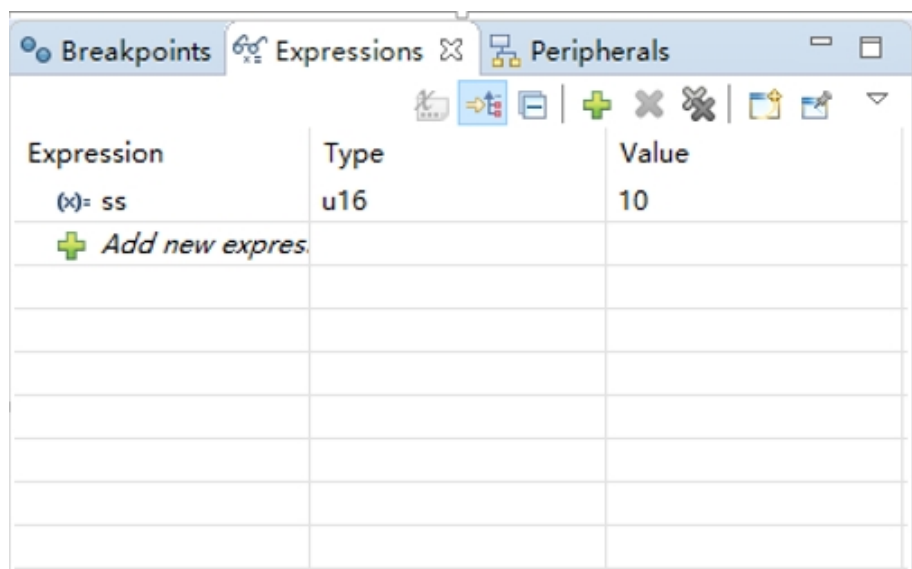 Breakpoints Expressions Peripherals
Expression Type Value
(x)= ss u16 10
Add new expres